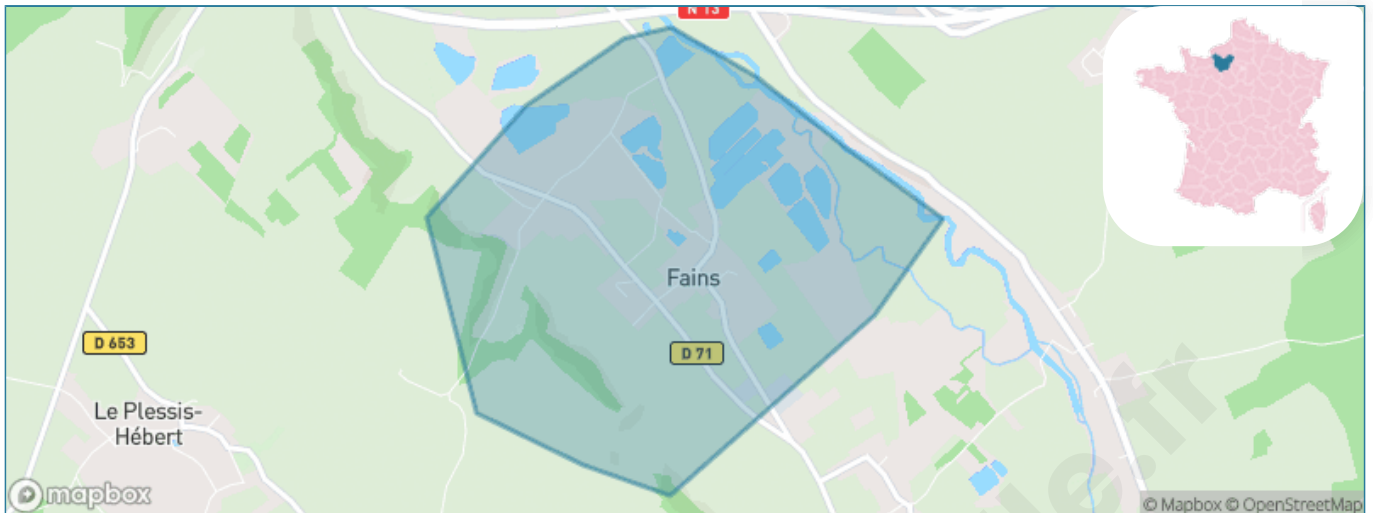 N 13
Fains
D 653
D 71
Le Plessis-
Hébert
mapbox
© Mapbox © OpenStreetMap